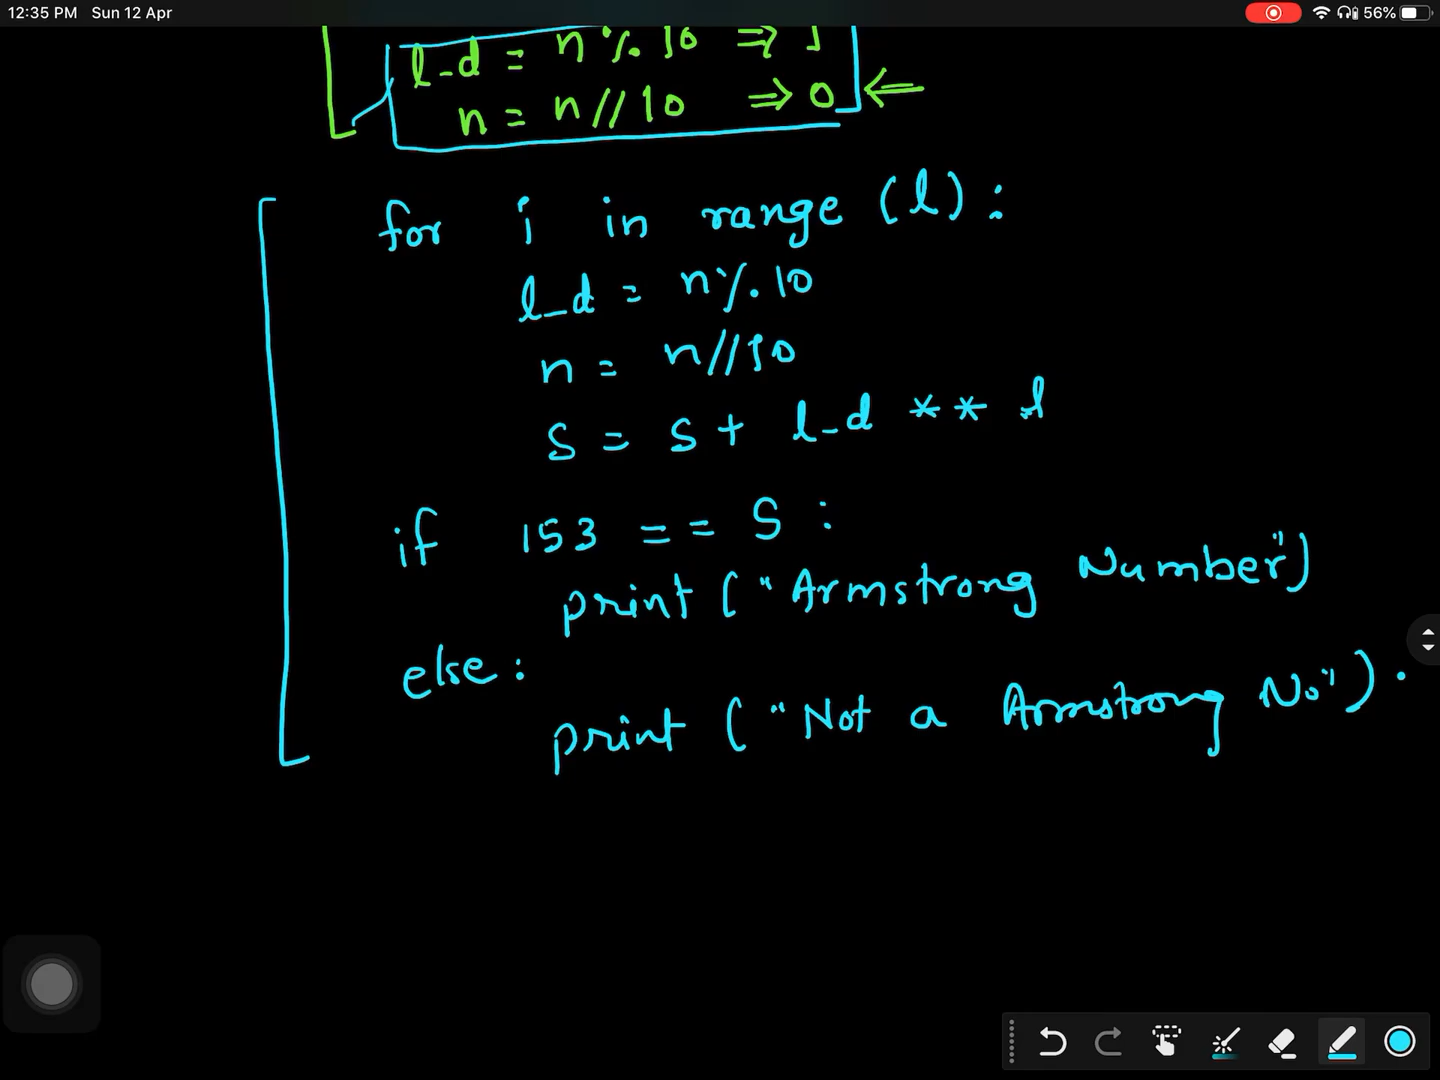 12:35 PM Sun 12 Apr 56%
l_d = n % 10 ⇒ 1
n = n//10 ⇒ 0 ⇐
for i in range (l) :
l_d = n%10
n = n//10
S = S + l_d ** l
if 153 == S :
print ("Armstrong Number")
else :
print ("Not a Armstrong No").